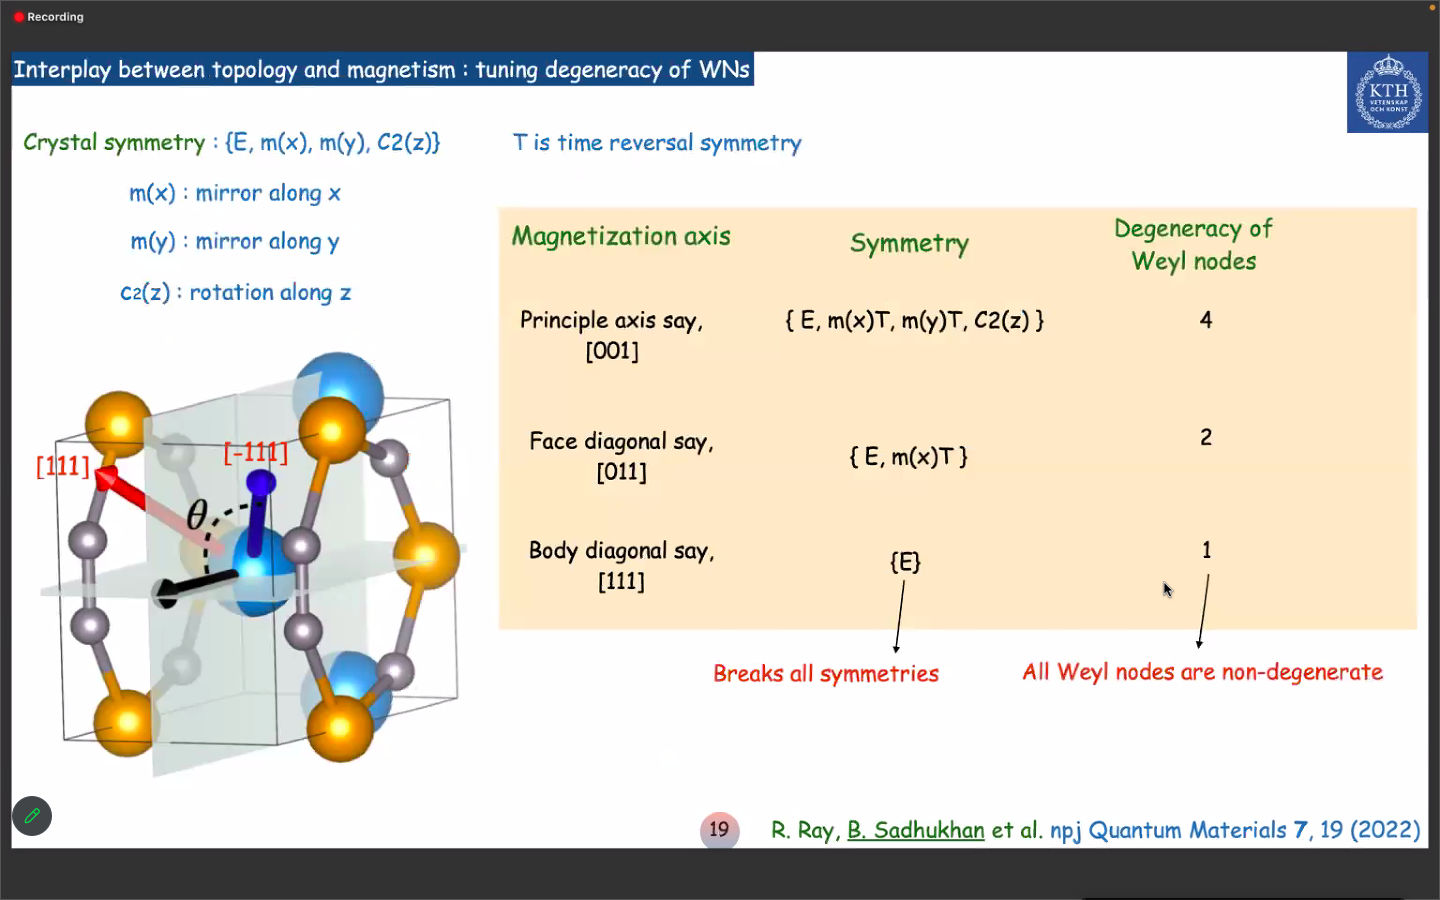 Recording
Interplay between topology and magnetism : tuning degeneracy of WNs
KTH
VETENSKAP
OCH KONST
Crystal symmetry : {E, m(x), m(y), C2(z)}
T is time reversal symmetry
m(x) : mirror along x
m(y) : mirror along y
c2(z) : rotation along z
Magnetization axis
Symmetry
Degeneracy of
Weyl nodes
Principle axis say,
[001]
{ E, m(x)T, m(y)T, C2(z) }
4
Face diagonal say,
[011]
{ E, m(x)T }
2
Body diagonal say,
[111]
{E}
1
Breaks all symmetries
All Weyl nodes are non-degenerate
[111]
[-111]
θ
19
R. Ray, B. Sadhukhan et al. npj Quantum Materials 7, 19 (2022)